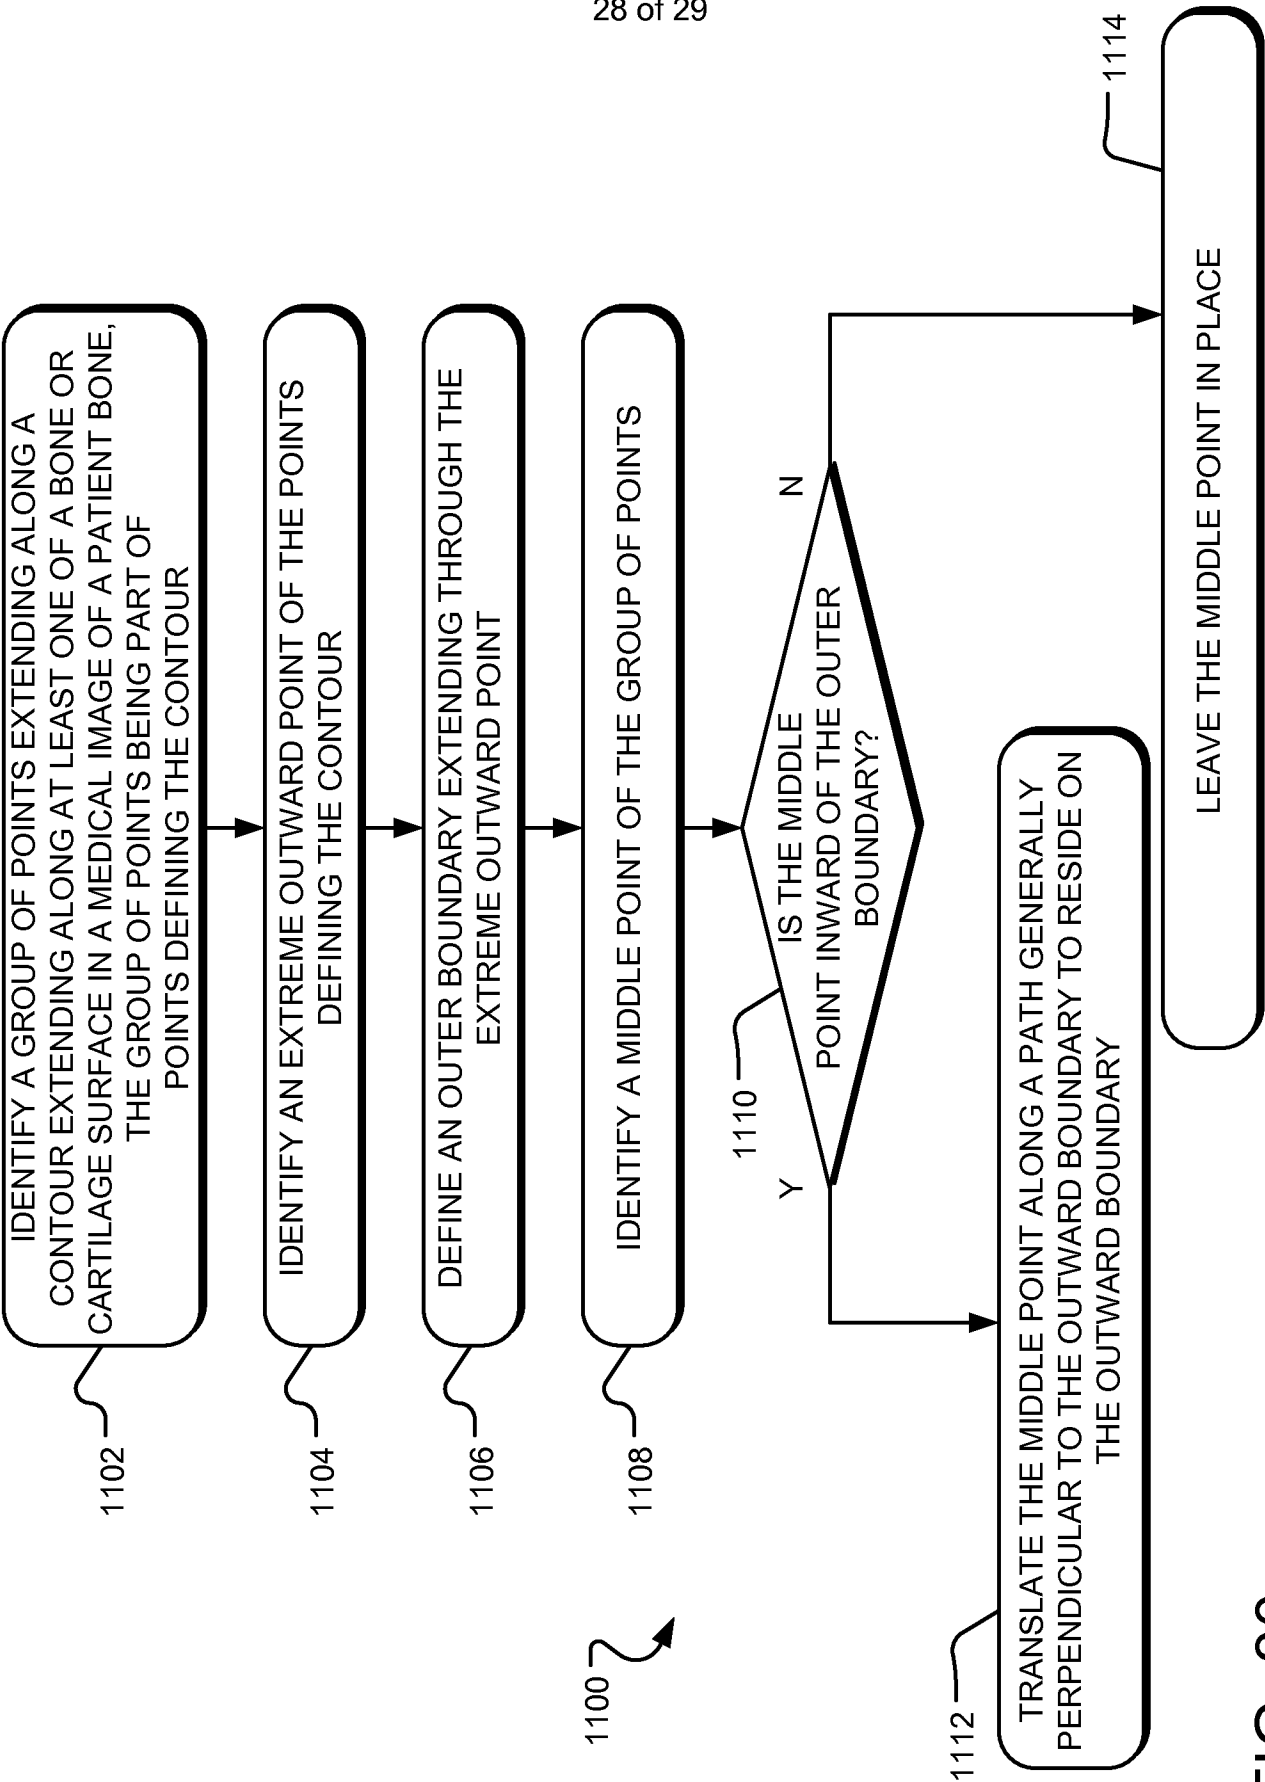 28 of 29
IDENTIFY A GROUP OF POINTS EXTENDING ALONG A
CONTOUR EXTENDING ALONG AT LEAST ONE OF A BONE OR
CARTILAGE SURFACE IN A MEDICAL IMAGE OF A PATIENT BONE,
THE GROUP OF POINTS BEING PART OF
POINTS DEFINING THE CONTOUR
1102
IDENTIFY AN EXTREME OUTWARD POINT OF THE POINTS
DEFINING THE CONTOUR
1104
DEFINE AN OUTER BOUNDARY EXTENDING THROUGH THE
EXTREME OUTWARD POINT
1106
IDENTIFY A MIDDLE POINT OF THE GROUP OF POINTS
1108
1100
IS THE MIDDLE
POINT INWARD OF THE OUTER
BOUNDARY?
1110
Y
N
TRANSLATE THE MIDDLE POINT ALONG A PATH GENERALLY
PERPENDICULAR TO THE OUTWARD BOUNDARY TO RESIDE ON
THE OUTWARD BOUNDARY
1112
LEAVE THE MIDDLE POINT IN PLACE
1114